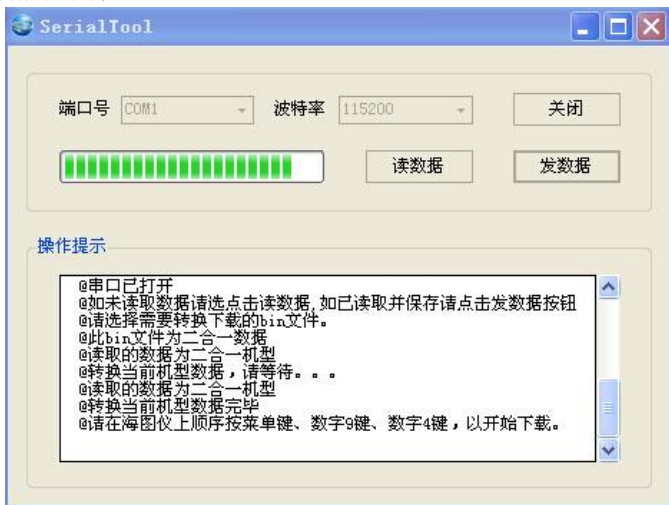 SerialTool
端口号 COM1 波特率 115200 关闭
读数据 发数据
操作提示
@串口已打开
@如未读取数据请选点击读数据,如已读取并保存请点击发数据按钮
@请选择需要转换下载的bin文件。
@此bin文件为二合一数据
@读取的数据为二合一机型
@转换当前机型数据，请等待。。。
@读取的数据为二合一机型
@转换当前机型数据完毕
@请在海图仪上顺序按菜单键、数字9键、数字4键，以开始下载。